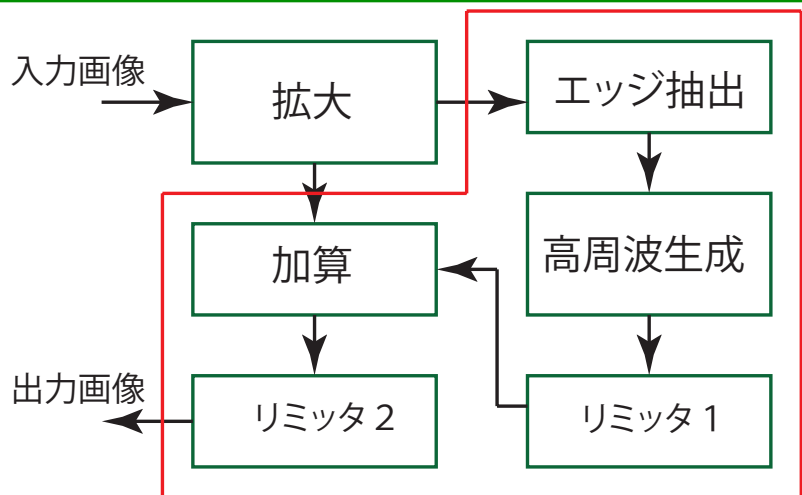 入力画像
拡大
エッジ抽出
加算
高周波生成
出力画像
リミッタ2
リミッタ1